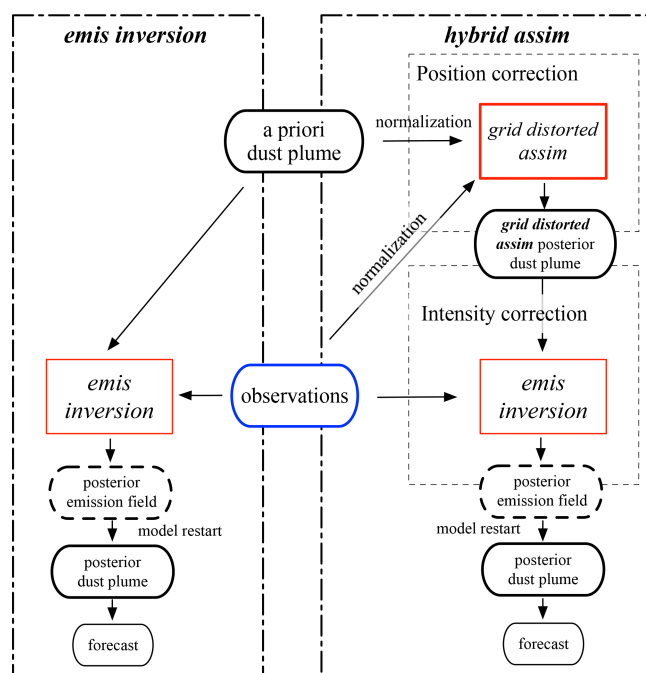 emis inversion
hybrid assim
Position correction
a priori
dust plume
normalization
grid distorted
assim
normalization
grid distorted
assim posterior
dust plume
Intensity correction
emis
inversion
observations
emis
inversion
posterior
emission field
posterior
emission field
model restart
model restart
posterior
dust plume
posterior
dust plume
forecast
forecast